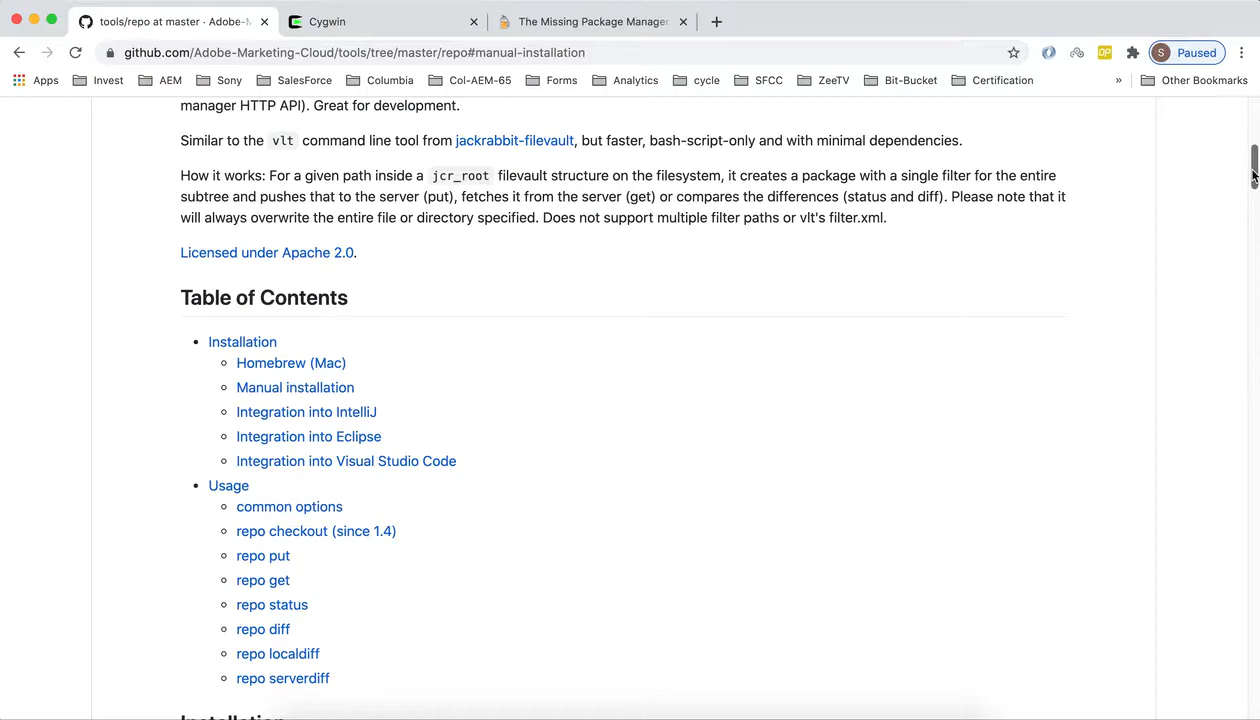 tools/repo at master · Adobe-M
Cygwin
The Missing Package Manager
github.com/Adobe-Marketing-Cloud/tools/tree/master/repo#manual-installation
DP
S Paused
Apps Invest AEM Sony SalesForce Columbia Col-AEM-65 Forms Analytics cycle SFCC ZeeTV Bit-Bucket Certification » Other Bookmarks
manager HTTP API). Great for development.
Similar to the vlt command line tool from jackrabbit-filevault, but faster, bash-script-only and with minimal dependencies.
How it works: For a given path inside a jcr_root filevault structure on the filesystem, it creates a package with a single filter for the entire
subtree and pushes that to the server (put), fetches it from the server (get) or compares the differences (status and diff). Please note that it
will always overwrite the entire file or directory specified. Does not support multiple filter paths or vlt's filter.xml.
Licensed under Apache 2.0.
Table of Contents
Installation
Homebrew (Mac)
Manual installation
Integration into IntelliJ
Integration into Eclipse
Integration into Visual Studio Code
Usage
common options
repo checkout (since 1.4)
repo put
repo get
repo status
repo diff
repo localdiff
repo serverdiff
Installation